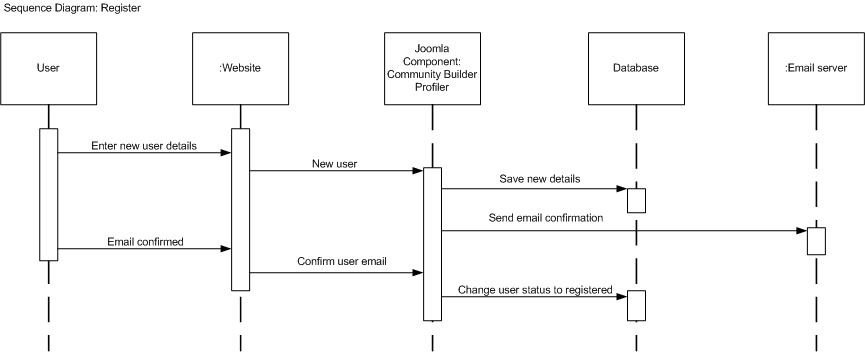 Sequence Diagram: Register
User
:Website
Joomla
Component:
Community Builder
Profiler
Database
:Email server
Enter new user details
New user
Save new details
Send email confirmation
Email confirmed
Confirm user email
Change user status to registered